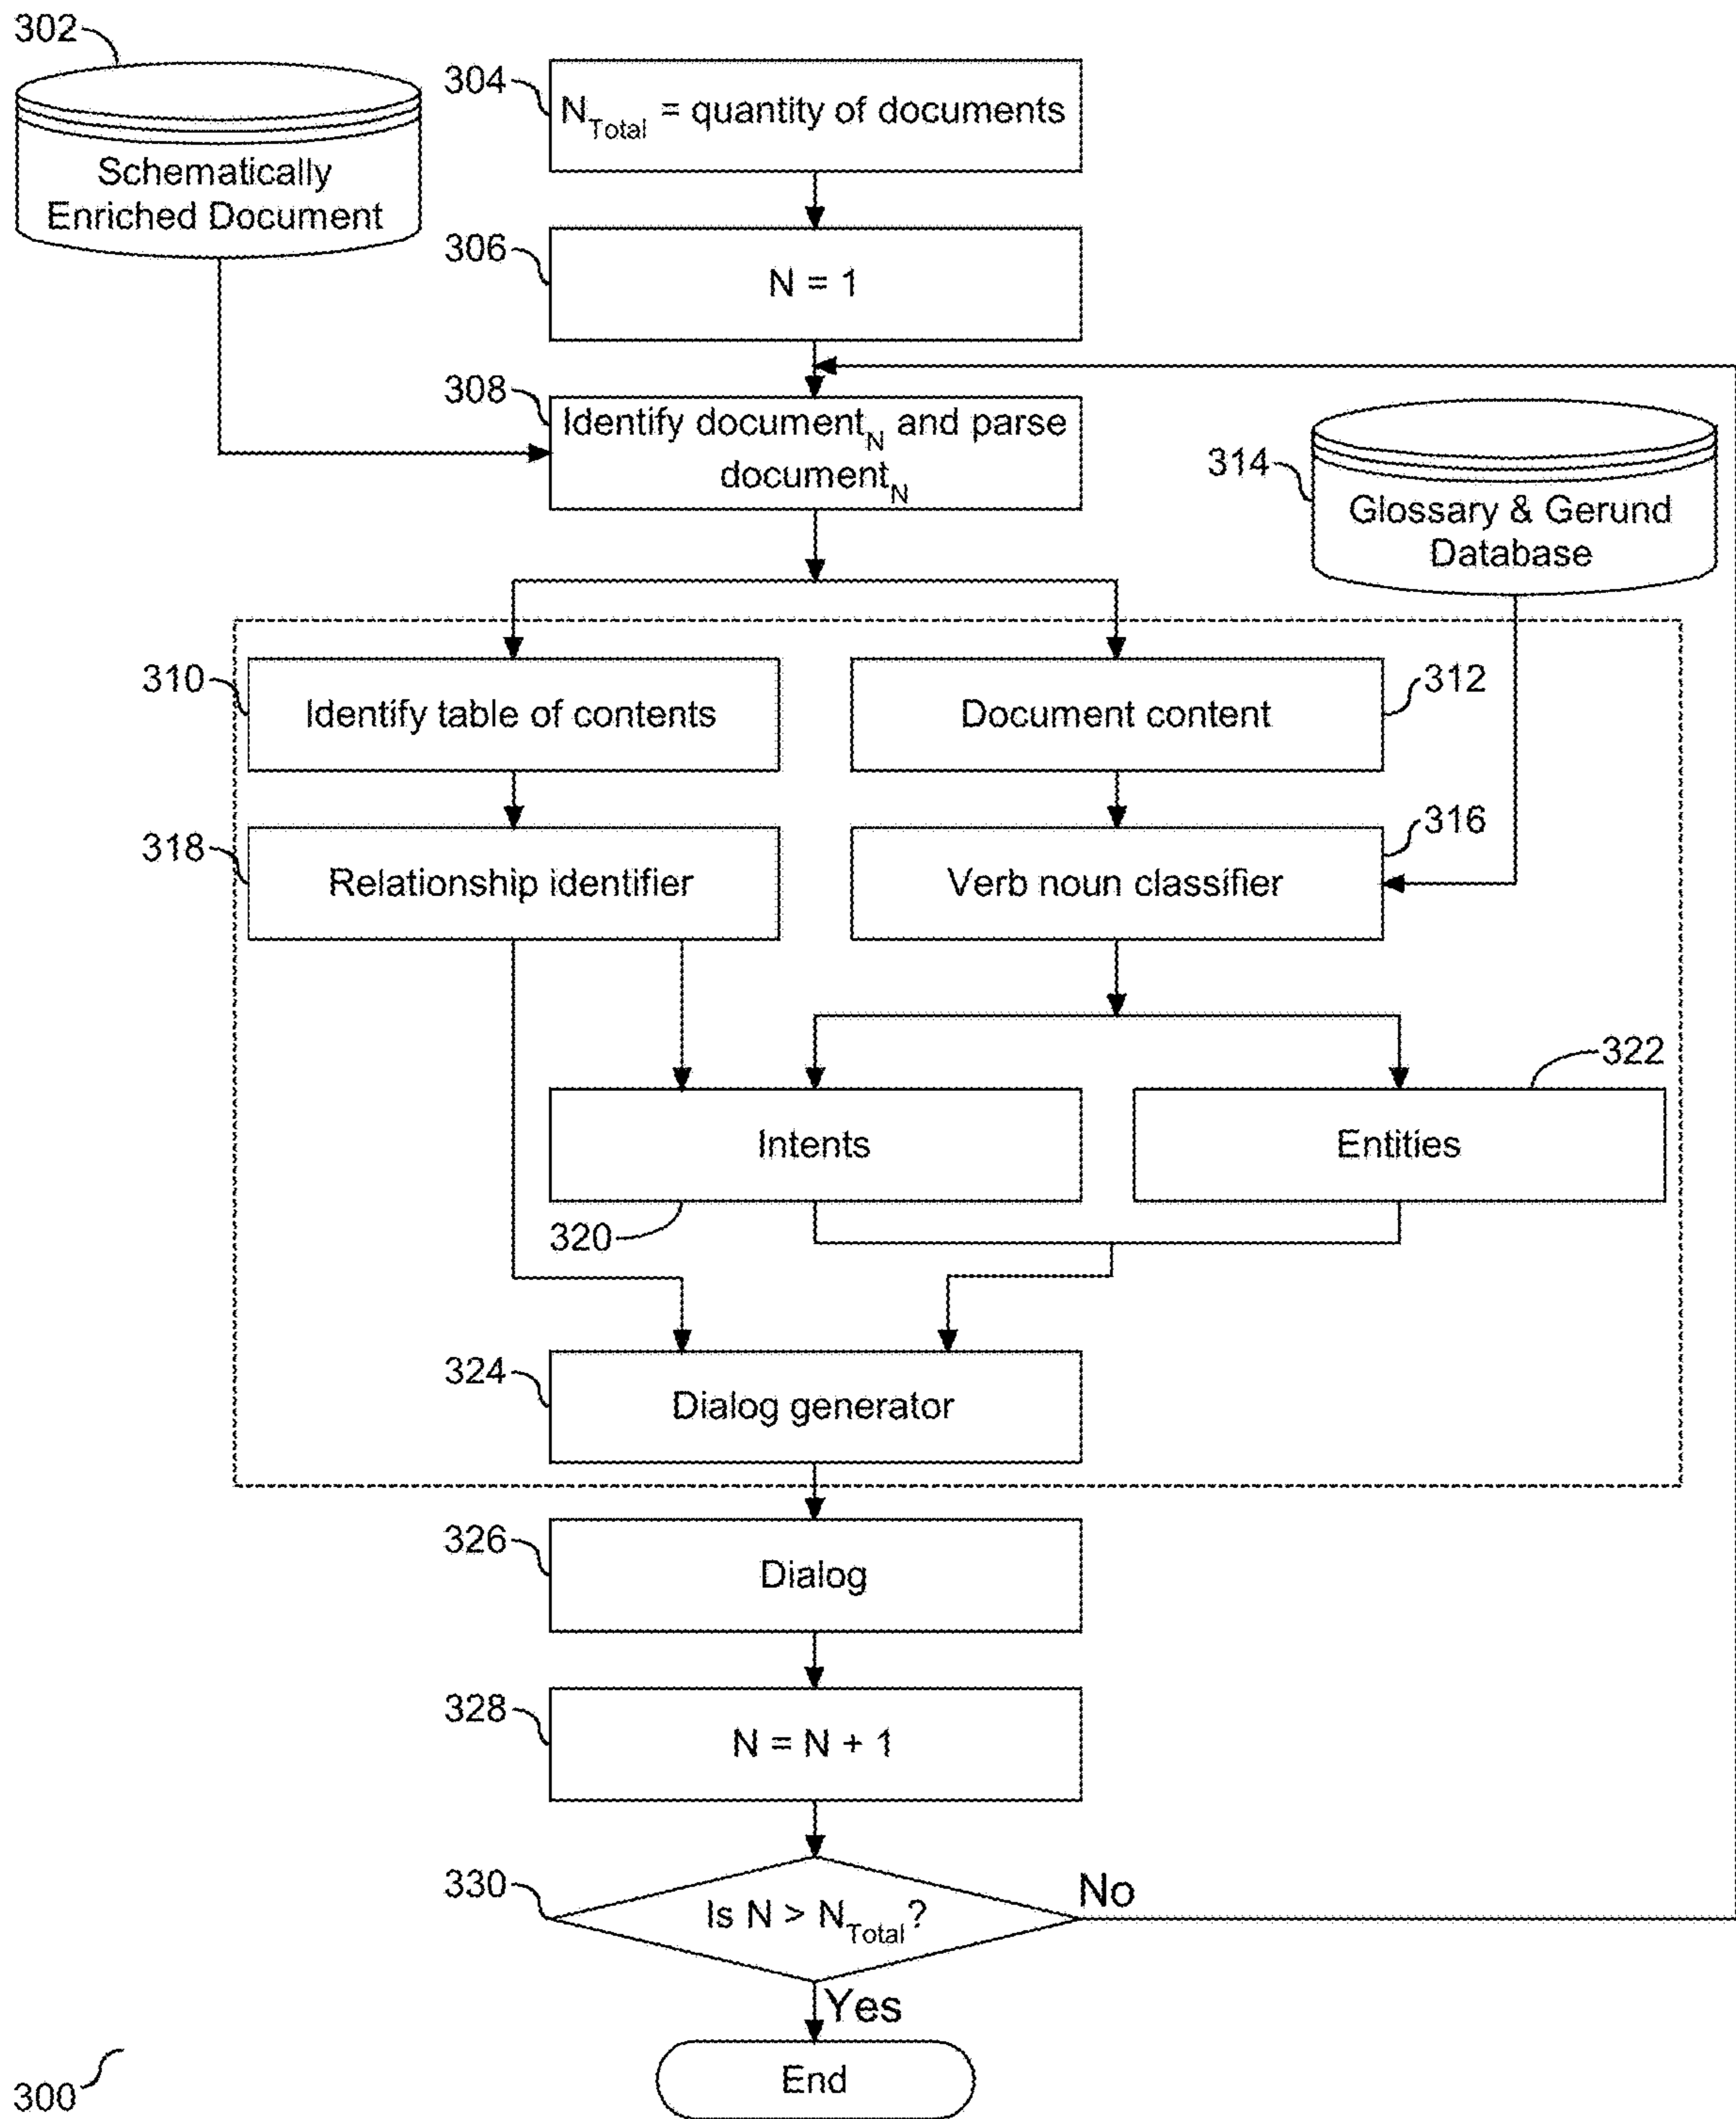 302
Schematically
Enriched Document
304
N_Total = quantity of documents
306
N = 1
308
Identify document_N and parse
document_N
314
Glossary & Gerund
Database
310
Identify table of contents
312
Document content
318
Relationship identifier
316
Verb noun classifier
322
Intents
Entities
320
324
Dialog generator
326
Dialog
328
N = N + 1
330
Is N > N_Total?
No
Yes
End
300